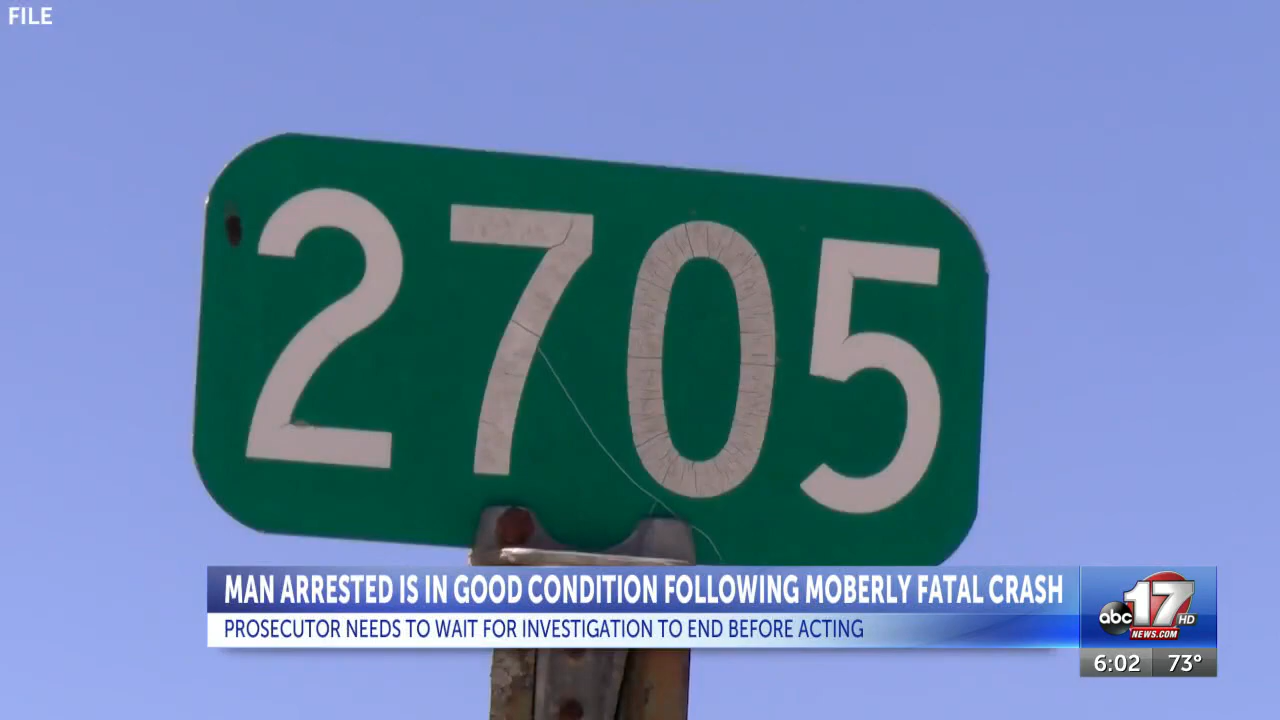 FILE
2705
MAN ARRESTED IS IN GOOD CONDITION FOLLOWING MOBERLY FATAL CRASH
PROSECUTOR NEEDS TO WAIT FOR INVESTIGATION TO END BEFORE ACTING
abc 17 HD
NEWS.COM
6:02 73°